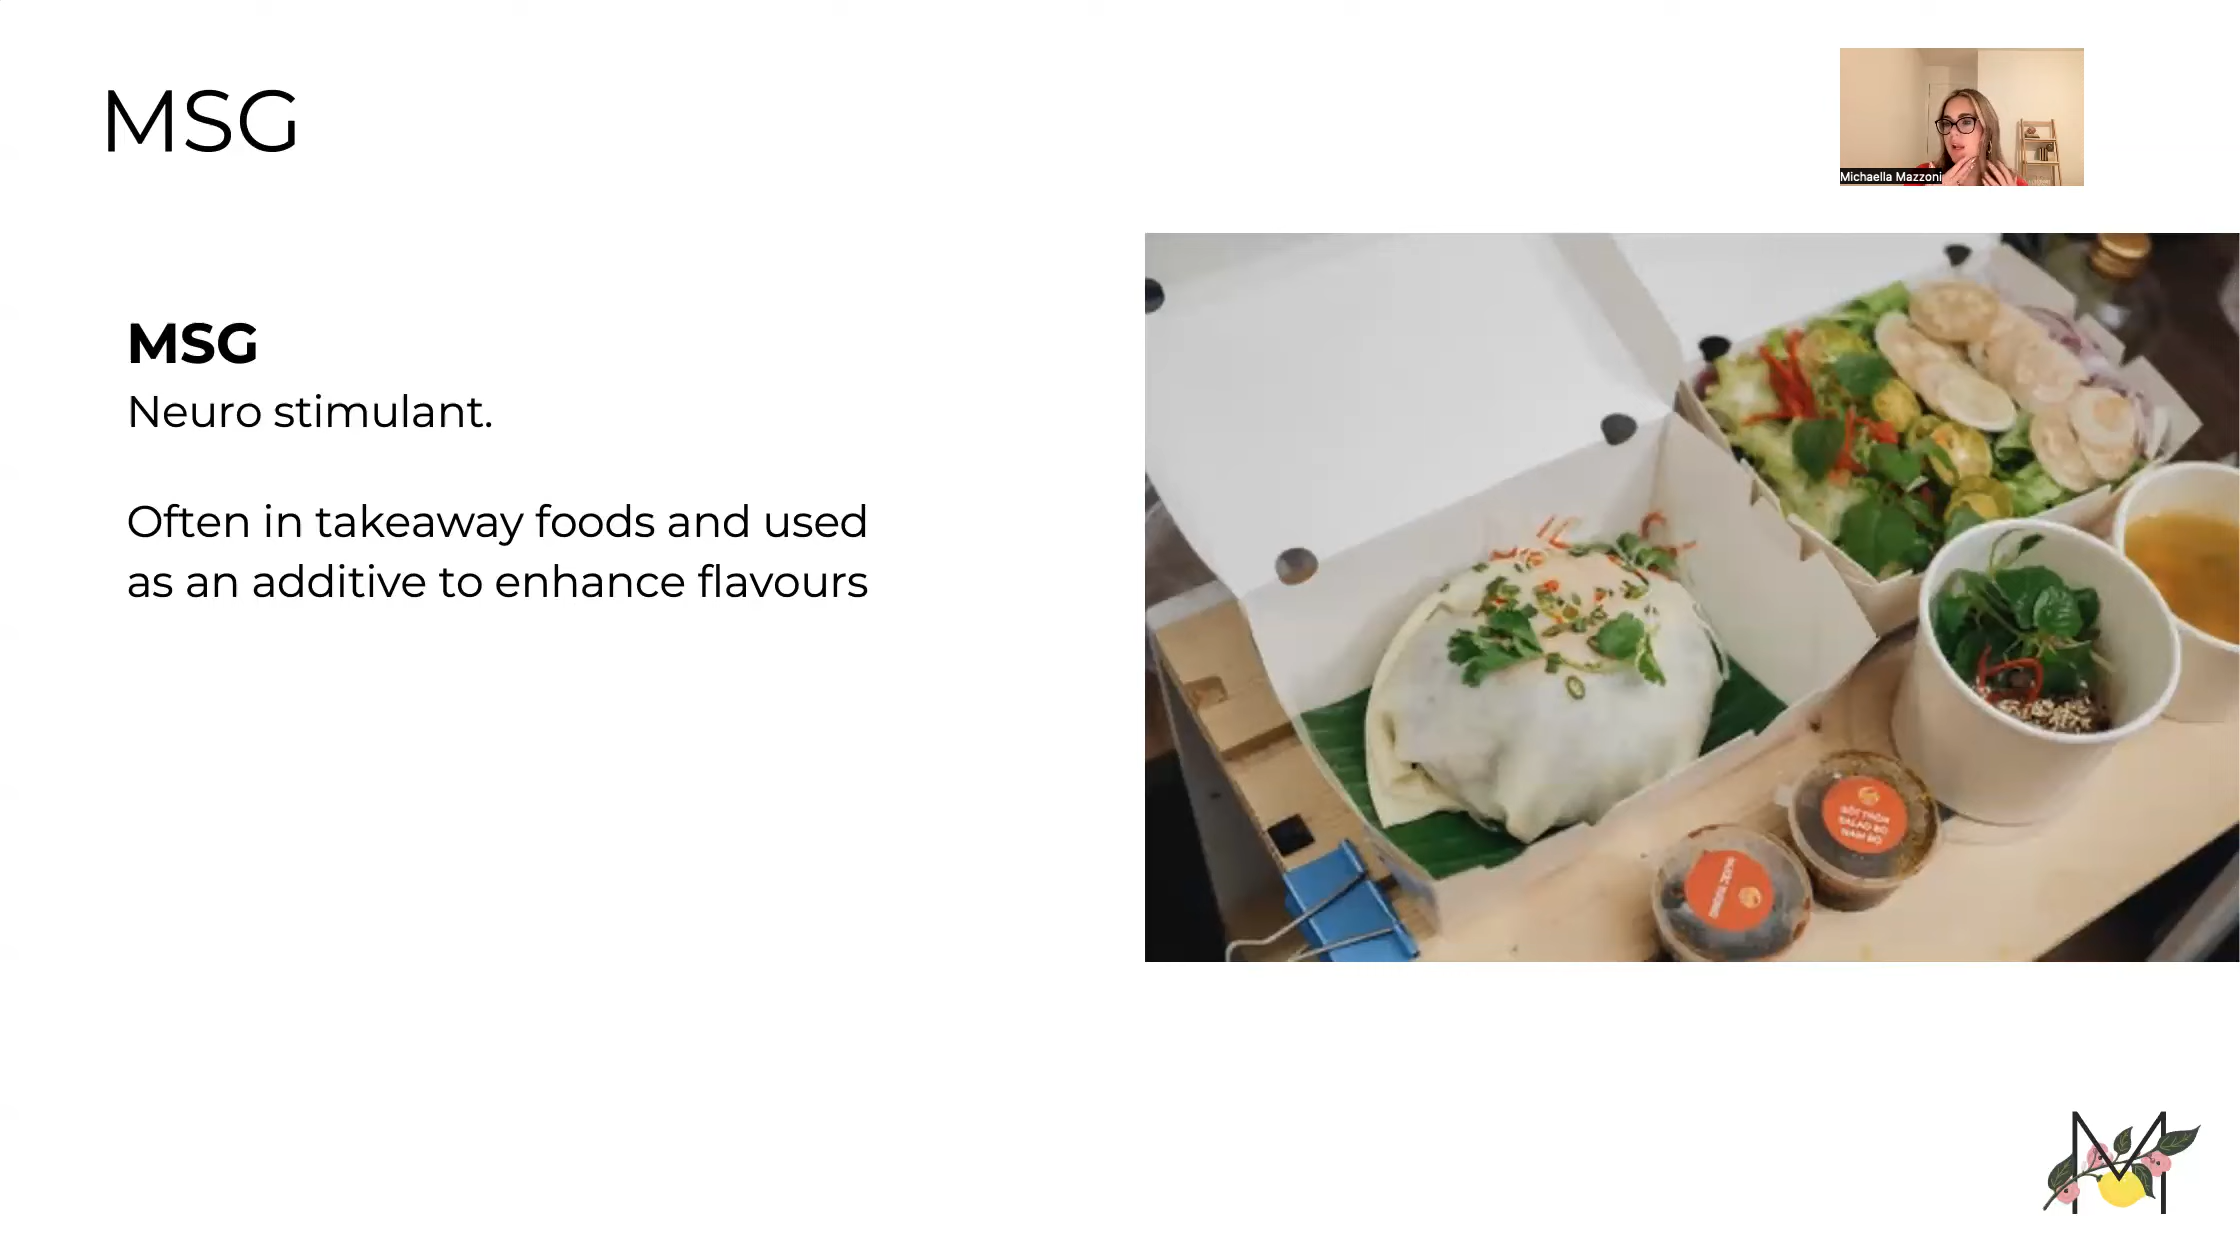 MSG
Michaella Mazzoni
MSG
Neuro stimulant.
Often in takeaway foods and used
as an additive to enhance flavours
M